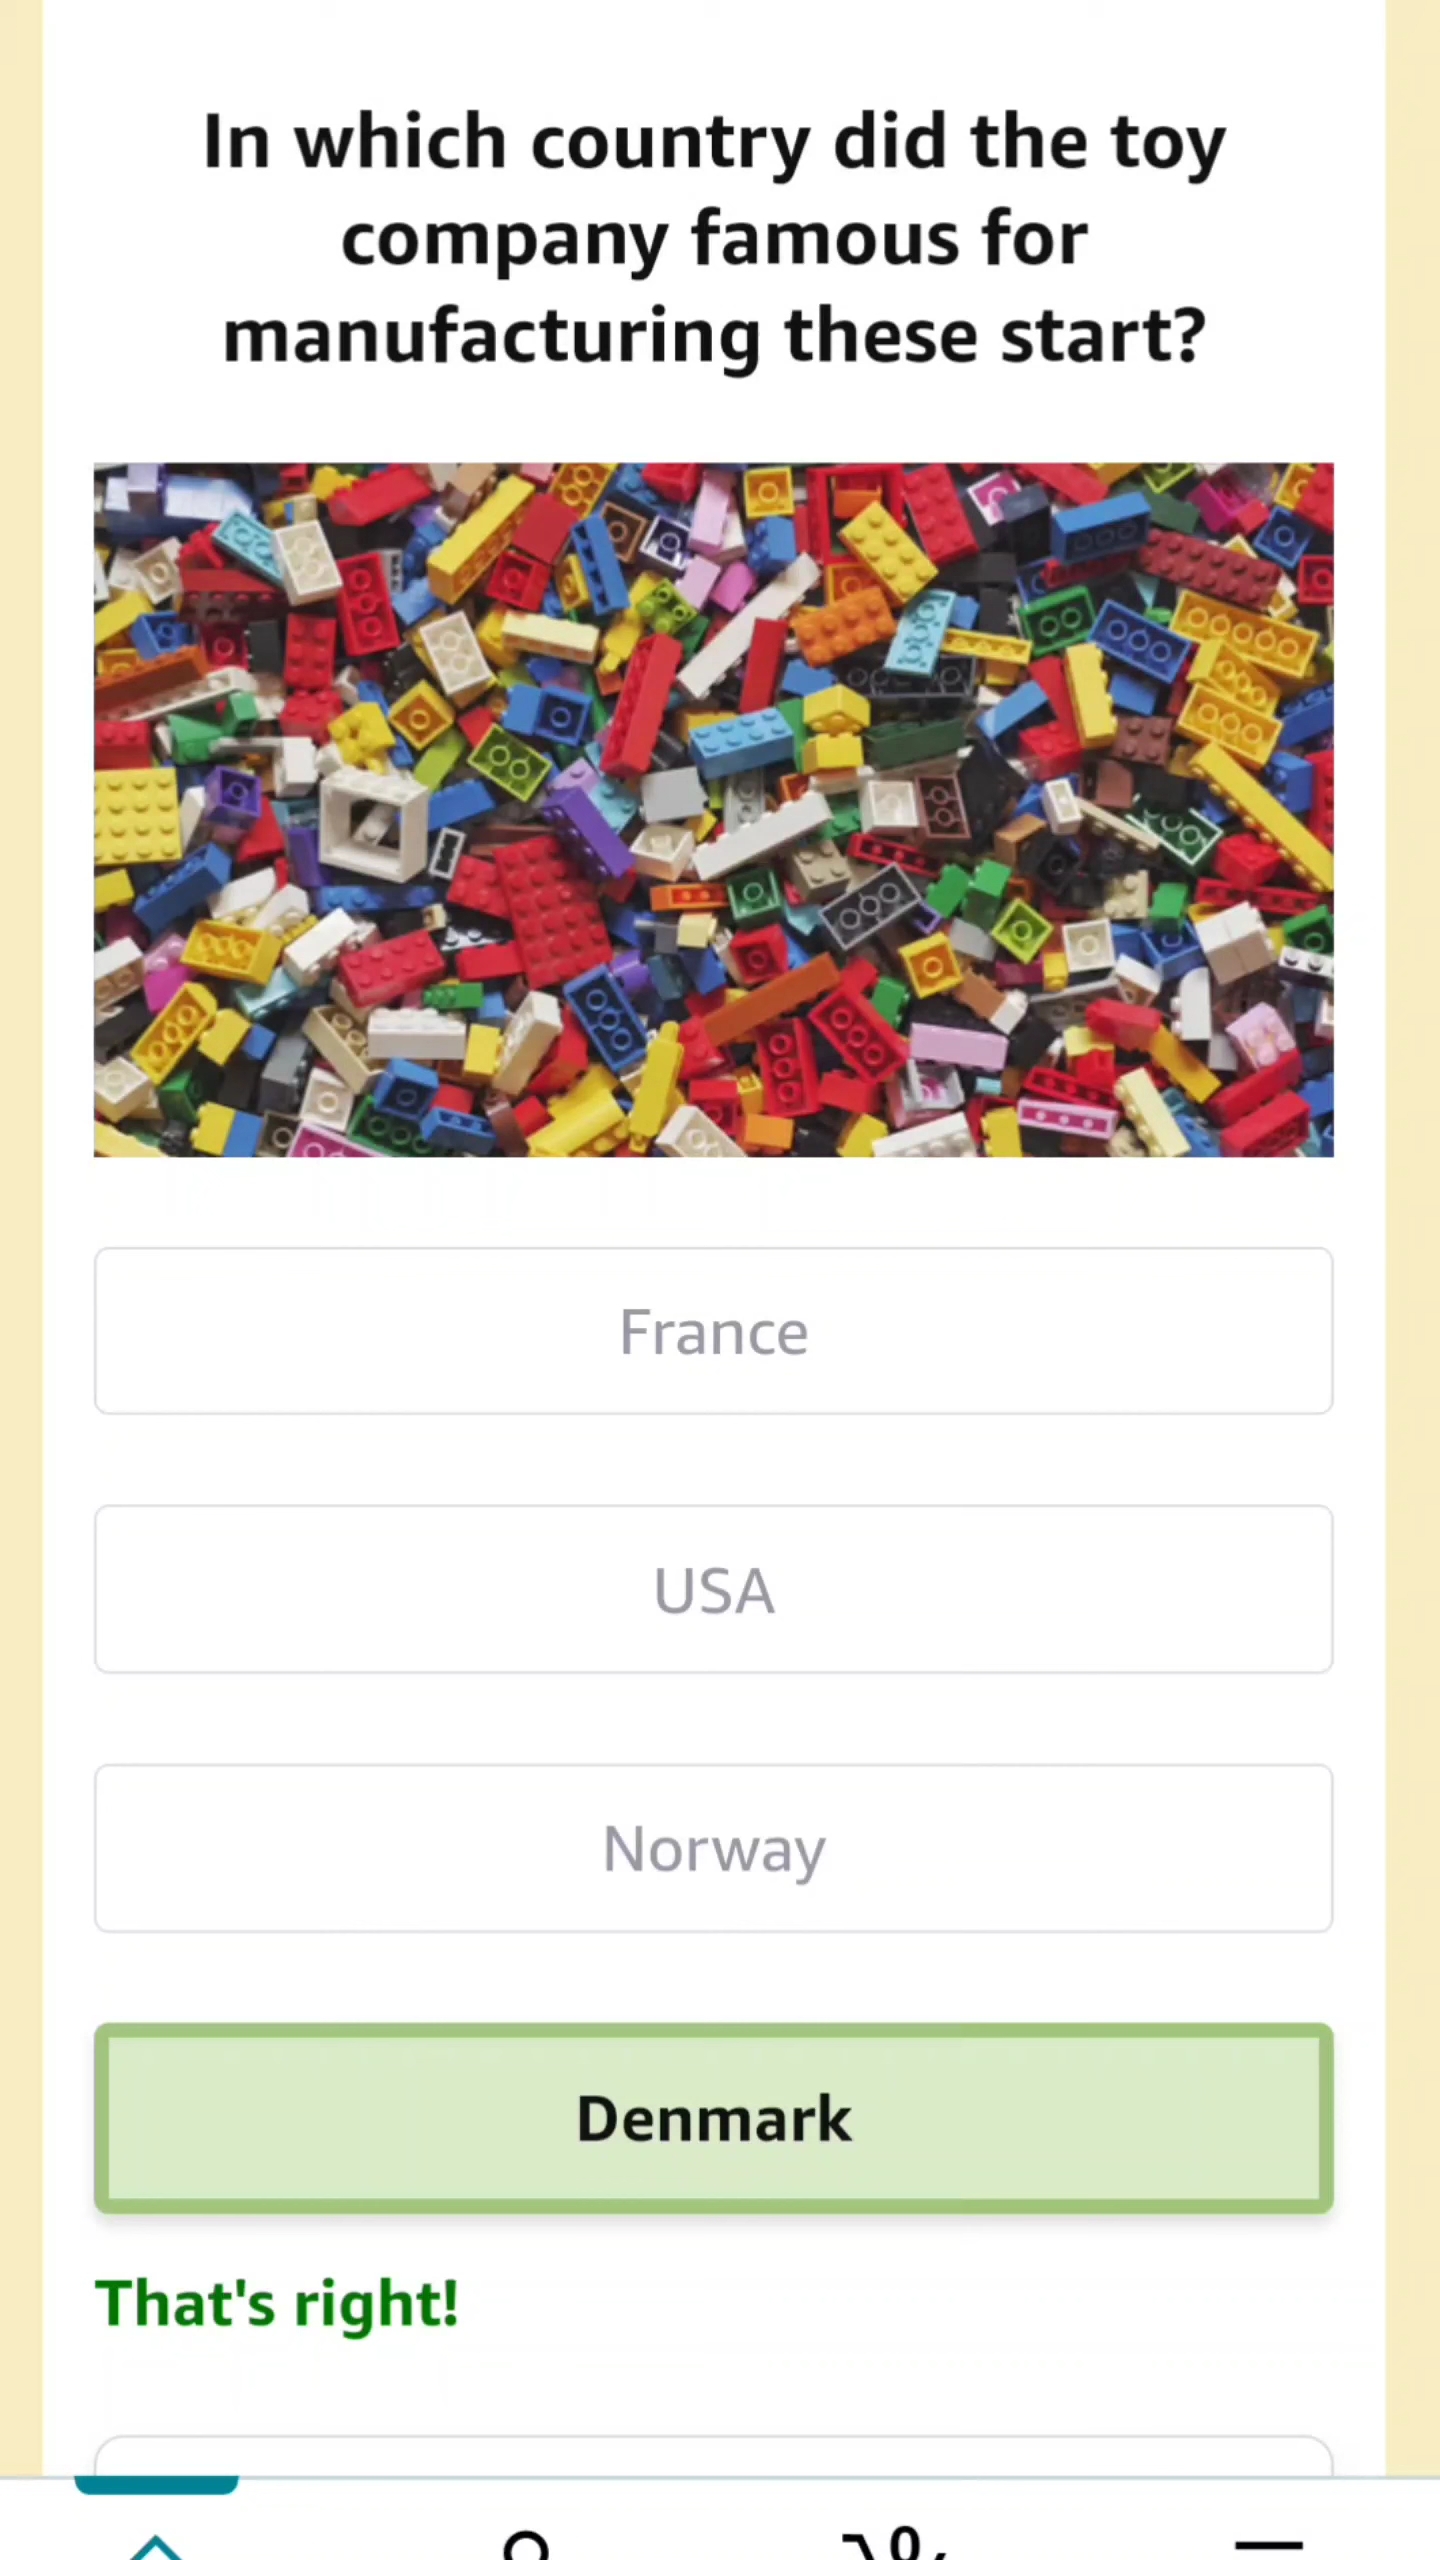 In which country did the toy
company famous for
manufacturing these start?
France
USA
Norway
Denmark
That's right!